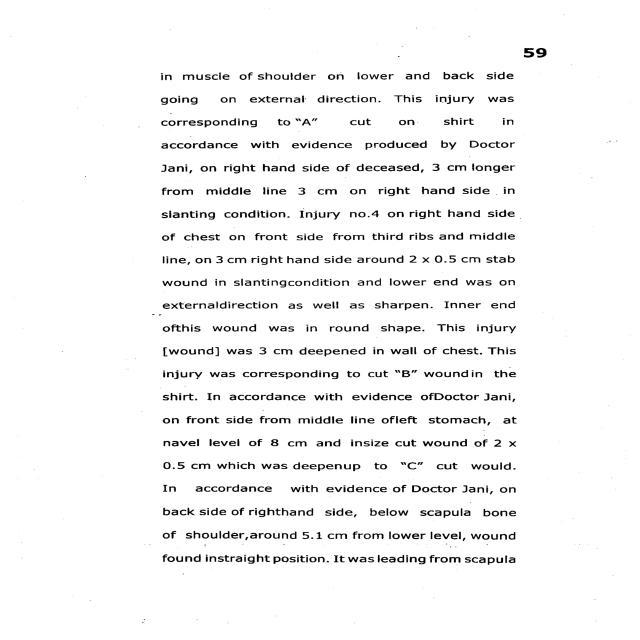 59
in muscle of shoulder on lower and back side
going on external direction. This injury was
corresponding to "A" cut on shirt in
accordance with evidence produced by Doctor
Jani, on right hand side of deceased, 3 cm longer
from middle line 3 cm on right hand side in
slanting condition. Injury no.4 on right hand side
of chest on front side from third ribs and middle
line, on 3 cm right hand side around 2 x 0.5 cm stab
wound in slantingcondition and lower end was on
externaldirection as well as sharpen. Inner end
ofthis wound was in round shape. This injury
[wound] was 3 cm deepened in wall of chest. This
injury was corresponding to cut "B" woundin the
shirt. In accordance with evidence ofDoctor Jani,
on front side from middle line ofleft stomach, at
navel level of 8 cm and insize cut wound of 2 x
0.5 cm which was deepenup to "C" cut would.
In accordance with evidence of Doctor Jani, on
back side of righthand side, below scapula bone
of shoulder,around 5.1 cm from lower level, wound
found instraight position. It was leading from scapula